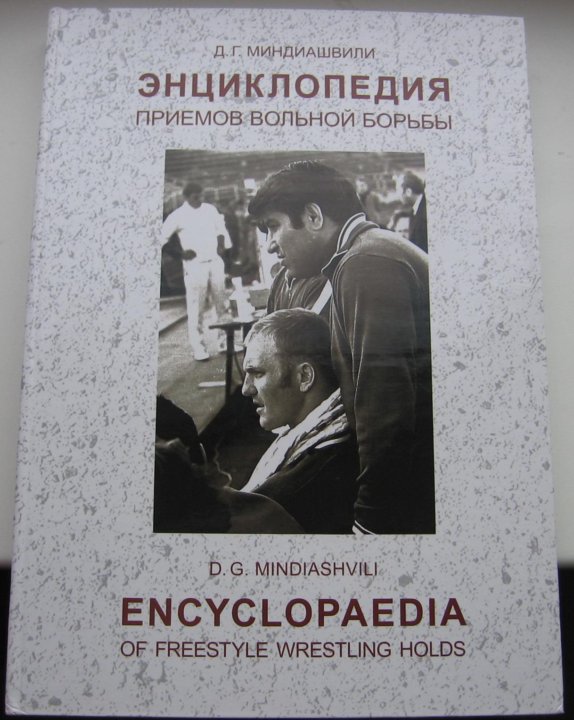 Д. Г. МИНДИАШВИЛИ
ЭНЦИКЛОПЕДИЯ
ПРИЕМОВ ВОЛЬНОЙ БОРЬБЫ
D. G. MINDIASHVILI
ENCYCLOPAEDIA
OF FREESTYLE WRESTLING HOLDS